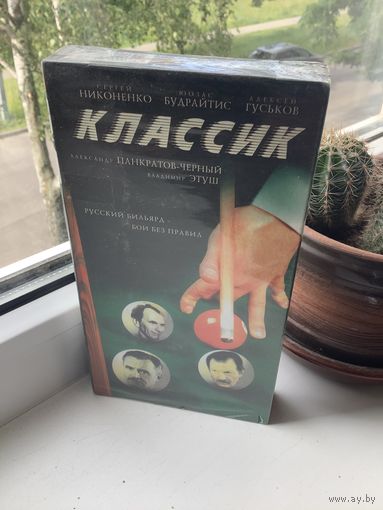 СЕРГЕЙ ЮОЗАС АЛЕКСЕЙ
НИКОНЕНКО БУДРАЙТИС ГУСЬКОВ
КЛАССИК
АЛЕКСАНДР ПАНКРАТОВ-ЧЕРНЫЙ
ВЛАДИМИР ЭТУШ
РУССКИЙ БИЛЬЯРД -
БОИ БЕЗ ПРАВИЛ
www.ay.by